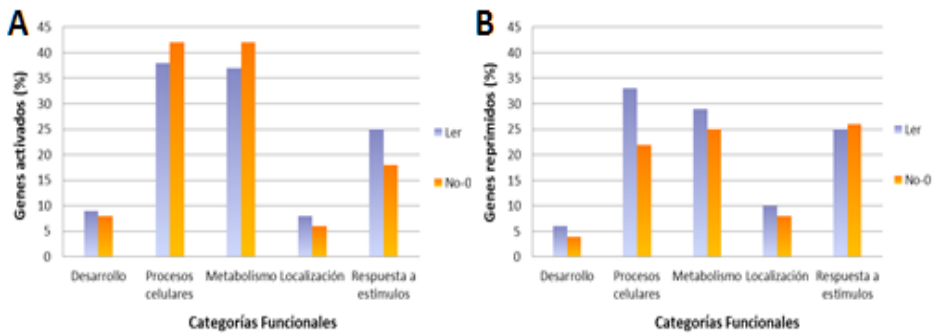 A
Genes activados (%)
45
40
35
30
25
20
15
10
5
0
Desarrollo
Procesos
celulares
Metabolismo
Localización
Respuesta a
estimulos
Categorías Funcionales
Ler
No-0
B
Genes reprimidos (%)
45
40
35
30
25
20
15
10
5
0
Desarrollo
Procesos
celulares
Metabolismo
Localización
Respuesta a
estimulos
Categorías Funcionales
Ler
No-0